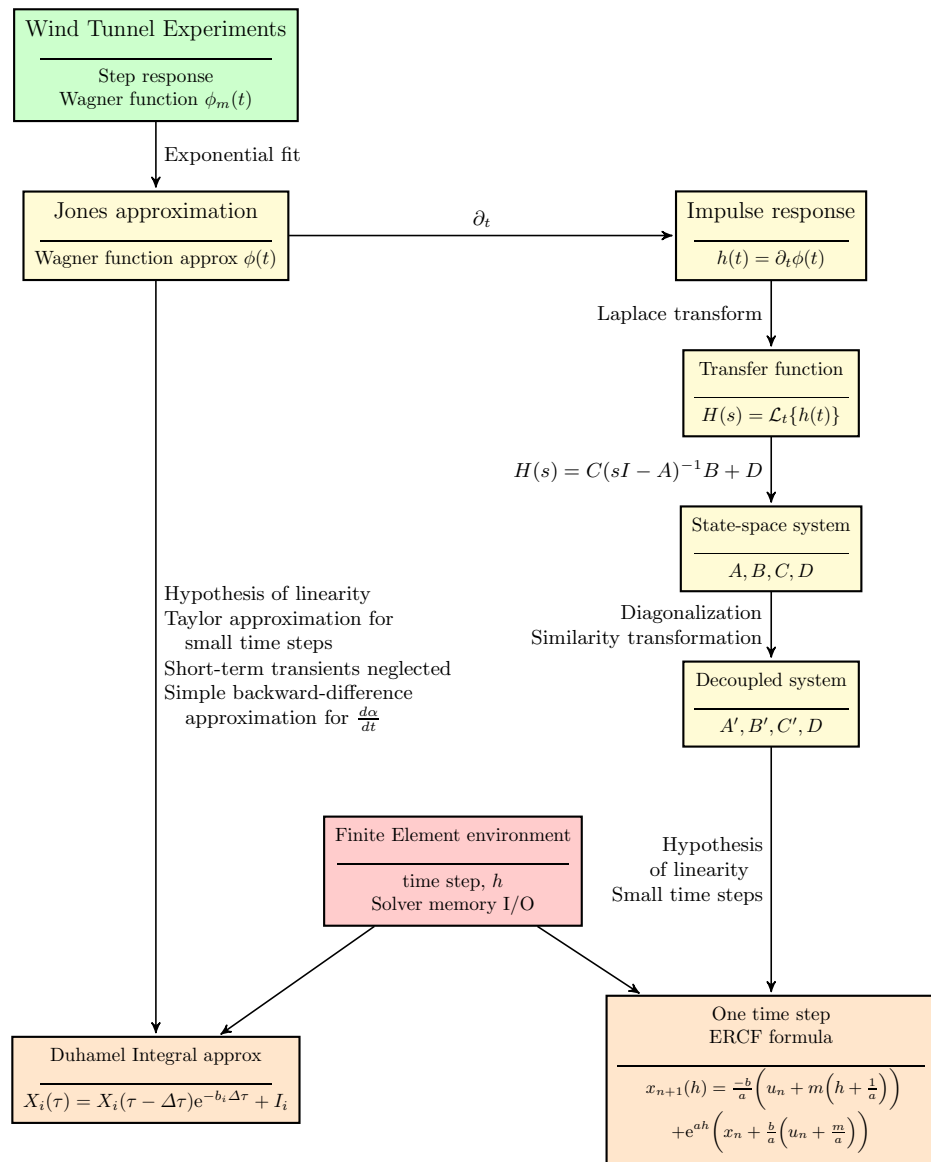 Wind Tunnel Experiments
Step response
Wagner function ϕₘ(t)
Exponential fit
Jones approximation
Wagner function approx ϕ(t)
∂ₜ
Impulse response
h(t) = ∂ₜϕ(t)
Laplace transform
Transfer function
H(s) = ℒₜ{h(t)}
H(s) = C(sI − A)⁻¹B + D
State-space system
A, B, C, D
Diagonalization
Similarity transformation
Decoupled system
A′, B′, C′, D
Hypothesis of linearity
Taylor approximation for
small time steps
Short-term transients neglected
Simple backward-difference
approximation for dα/dt
Finite Element environment
time step, h
Solver memory I/O
Hypothesis
of linearity
Small time steps
Duhamel Integral approx
Xᵢ(τ) = Xᵢ(τ − Δτ)e^{−bᵢΔτ} + Iᵢ
One time step
ERCF formula
xₙ₊₁(h) = −b/a (uₙ + m(h + 1/a))
+e^{ah}(xₙ + b/a (uₙ + m/a))